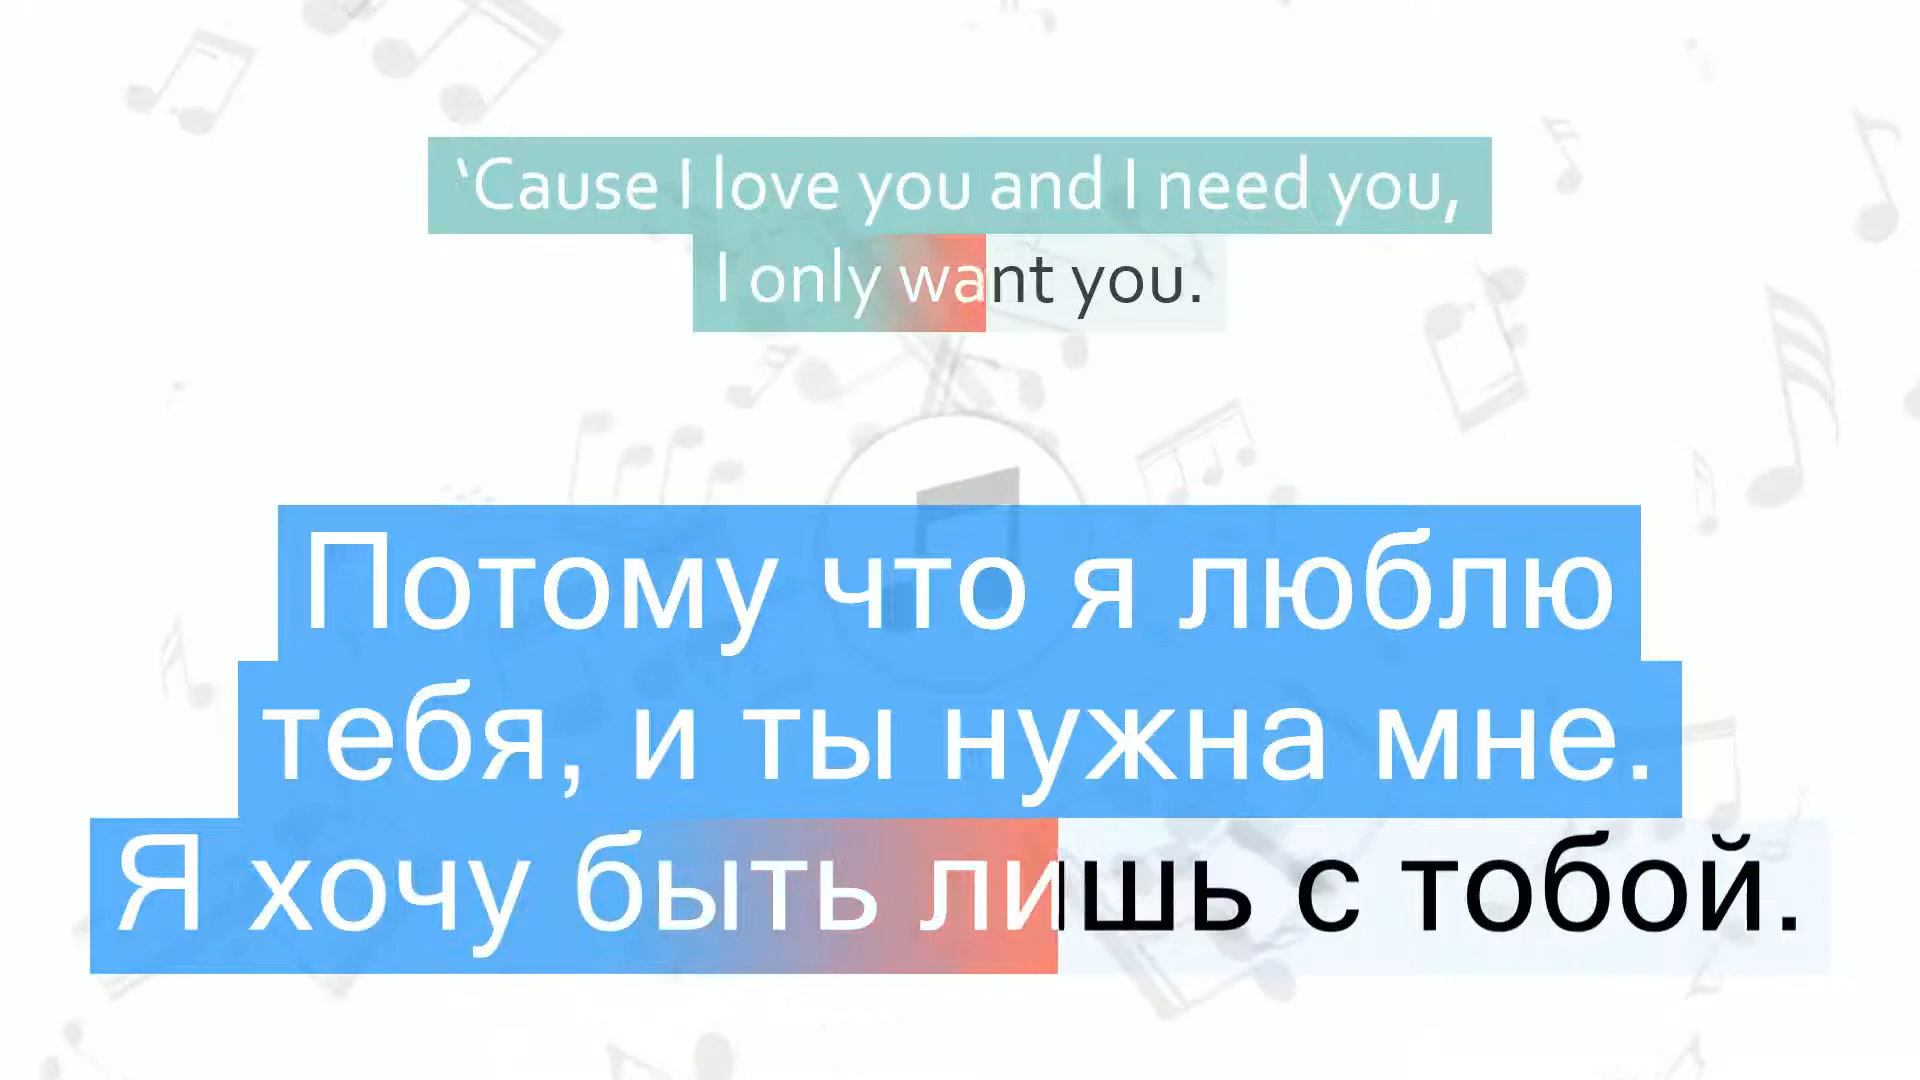 ‘Cause I love you and I need you,
I only want you.
Потому что я люблю
тебя, и ты нужна мне.
Я хочу быть лишь с тобой.